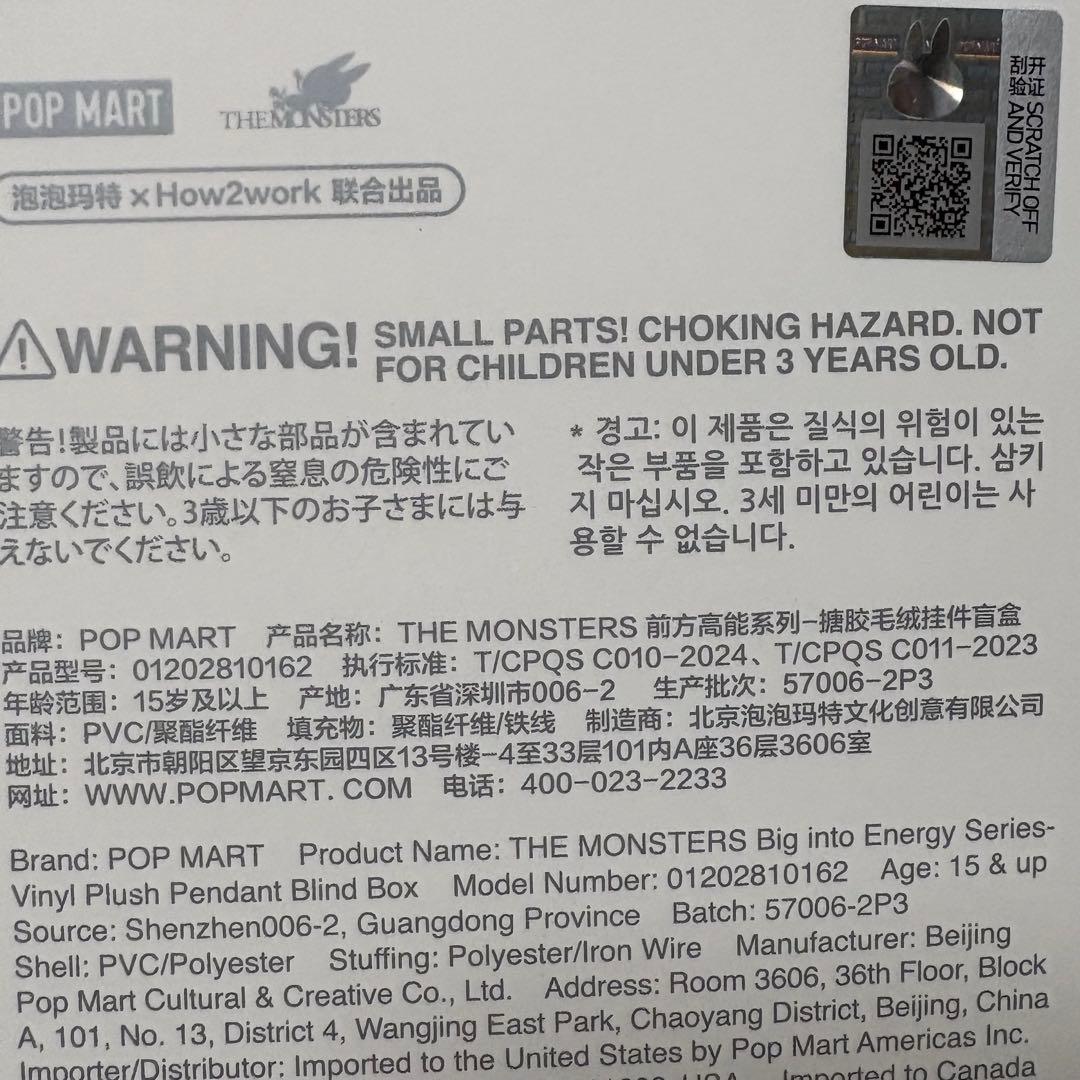 POP MART
THE MONSTERS
泡泡玛特 × How2work 联合出品
开 证
刮 验
SCRATCH OFF
AND VERIFY
WARNING!
SMALL PARTS! CHOKING HAZARD. NOT
FOR CHILDREN UNDER 3 YEARS OLD.
警告!製品には小さな部品が含まれてい
ますので、誤飲による窒息の危険性にご
注意ください。3歳以下のお子さまには与
えないでください。
* 경고: 이 제품은 질식의 위험이 있는
작은 부품을 포함하고 있습니다. 삼키
지 마십시오. 3세 미만의 어린이는 사
용할 수 없습니다.
品牌：POP MART 产品名称：THE MONSTERS 前方高能系列-搪胶毛绒挂件盲盒
产品型号：01202810162 执行标准：T/CPQS C010-2024、T/CPQS C011-2023
年龄范围：15岁及以上 产地：广东省深圳市006-2 生产批次：57006-2P3
面料：PVC/聚酯纤维 填充物：聚酯纤维/铁线 制造商：北京泡泡玛特文化创意有限公司
地址：北京市朝阳区望京东园四区13号楼-4至33层101内A座36层3606室
网址：WWW.POPMART. COM 电话：400-023-2233
Brand: POP MART Product Name: THE MONSTERS Big into Energy Series-
Vinyl Plush Pendant Blind Box Model Number: 01202810162 Age: 15 & up
Source: Shenzhen006-2, Guangdong Province Batch: 57006-2P3
Shell: PVC/Polyester Stuffing: Polyester/Iron Wire Manufacturer: Beijing
Pop Mart Cultural & Creative Co., Ltd. Address: Room 3606, 36th Floor, Block
A, 101, No. 13, District 4, Wangjing East Park, Chaoyang District, Beijing, China
Importer/Distributor: Imported to the United States by Pop Mart Americas Inc.
USA Imported to Canada